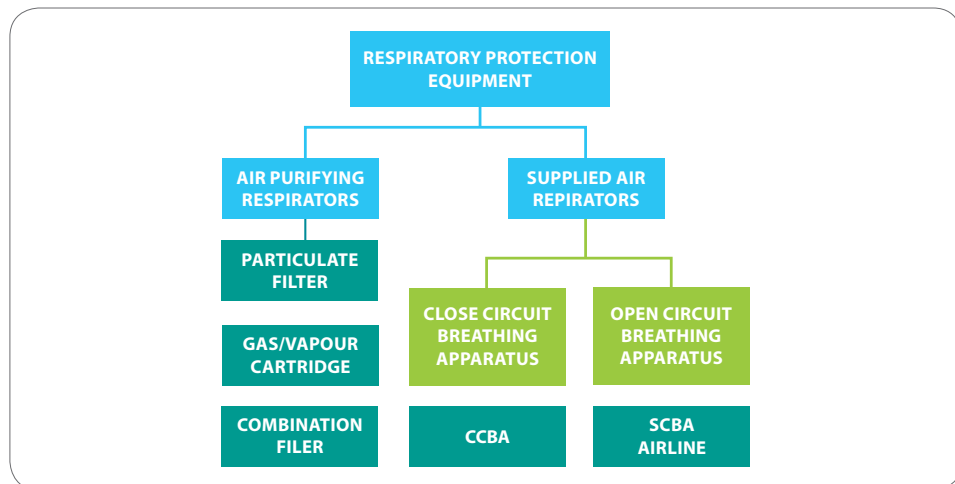 RESPIRATORY PROTECTION
EQUIPMENT
AIR PURIFYING
RESPIRATORS
SUPPLIED AIR
REPIRATORS
PARTICULATE
FILTER
GAS/VAPOUR
CARTRIDGE
COMBINATION
FILER
CLOSE CIRCUIT
BREATHING
APPARATUS
CCBA
OPEN CIRCUIT
BREATHING
APPARATUS
SCBA
AIRLINE